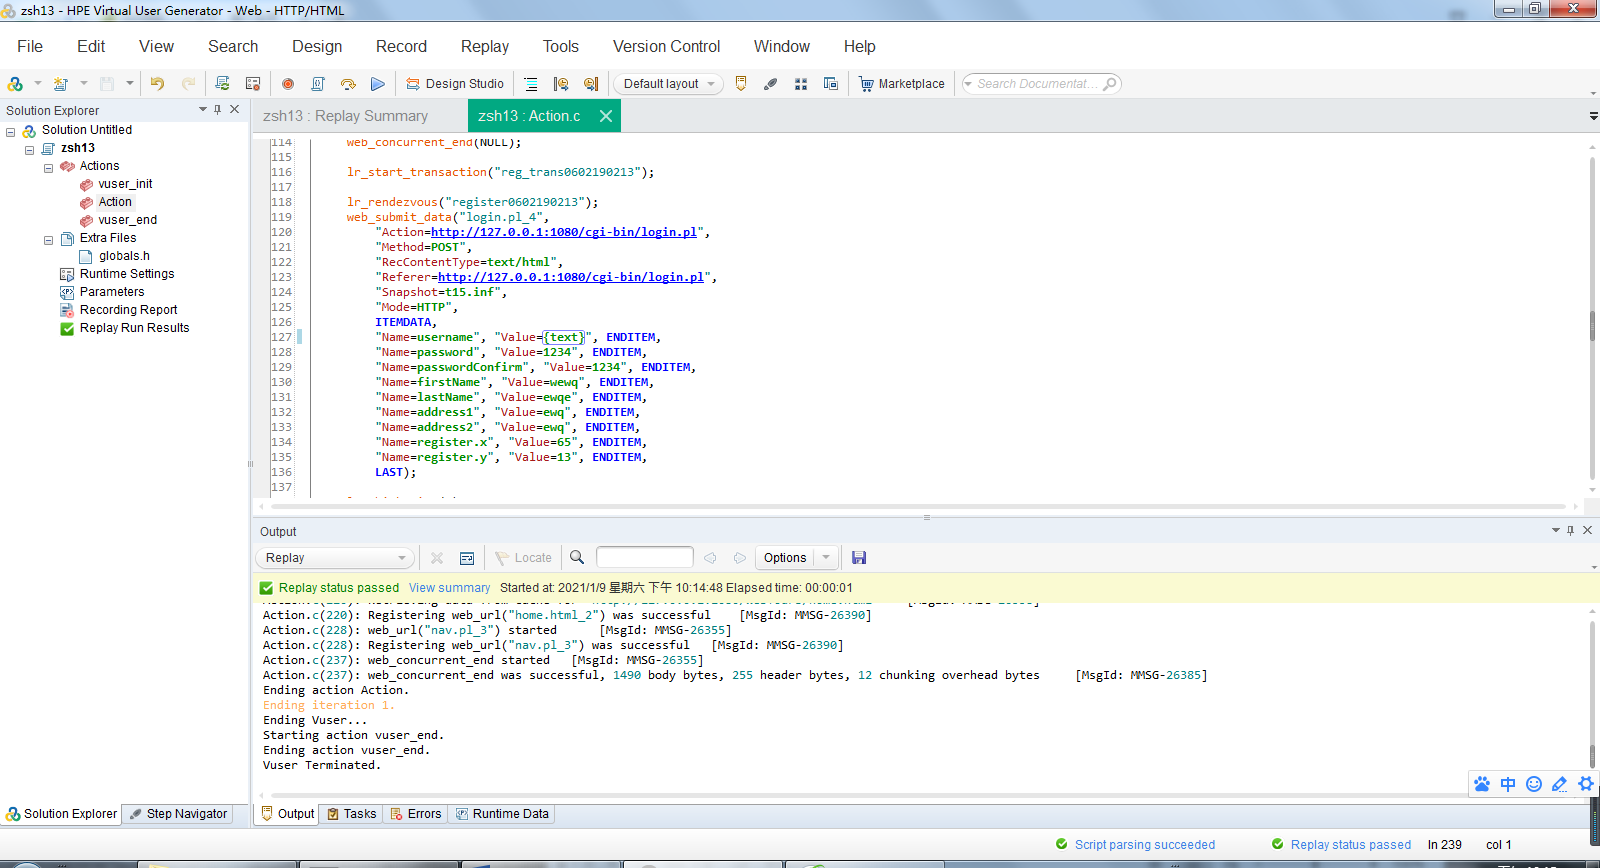 zsh13 - HPE Virtual User Generator - Web - HTTP/HTML
File Edit View Search Design Record Replay Tools Version Control Window Help
Design Studio Default layout Marketplace Search Documentat...
Solution Explorer
Solution Untitled
zsh13
Actions
vuser_init
Action
vuser_end
Extra Files
globals.h
Runtime Settings
Parameters
Recording Report
Replay Run Results
Solution Explorer Step Navigator
zsh13 : Replay Summary zsh13 : Action.c
114 web_concurrent_end(NULL);
115
116 lr_start_transaction("reg_trans0602190213");
117
118 lr_rendezvous("register0602190213");
119 web_submit_data("login.pl_4",
120 "Action=http://127.0.0.1:1080/cgi-bin/login.pl",
121 "Method=POST",
122 "RecContentType=text/html",
123 "Referer=http://127.0.0.1:1080/cgi-bin/login.pl",
124 "Snapshot=t15.inf",
125 "Mode=HTTP",
126 ITEMDATA,
127 "Name=username", "Value={text}", ENDITEM,
128 "Name=password", "Value=1234", ENDITEM,
129 "Name=passwordConfirm", "Value=1234", ENDITEM,
130 "Name=firstName", "Value=wewq", ENDITEM,
131 "Name=lastName", "Value=ewqe", ENDITEM,
132 "Name=address1", "Value=ewq", ENDITEM,
133 "Name=address2", "Value=ewq", ENDITEM,
134 "Name=register.x", "Value=65", ENDITEM,
135 "Name=register.y", "Value=13", ENDITEM,
136 LAST);
137
Output
Replay Locate Options
Replay status passed View summary Started at: 2021/1/9 星期六 下午 10:14:48 Elapsed time: 00:00:01
Action.c(220): Registering web_url("home.html_2") was successful [MsgId: MMSG-26390]
Action.c(228): web_url("nav.pl_3") started [MsgId: MMSG-26355]
Action.c(228): Registering web_url("nav.pl_3") was successful [MsgId: MMSG-26390]
Action.c(237): web_concurrent_end started [MsgId: MMSG-26355]
Action.c(237): web_concurrent_end was successful, 1490 body bytes, 255 header bytes, 12 chunking overhead bytes [MsgId: MMSG-26385]
Ending action Action.
Ending iteration 1.
Ending Vuser...
Starting action vuser_end.
Ending action vuser_end.
Vuser Terminated.
中
Output Tasks Errors Runtime Data
Script parsing succeeded Replay status passed ln 239 col 1